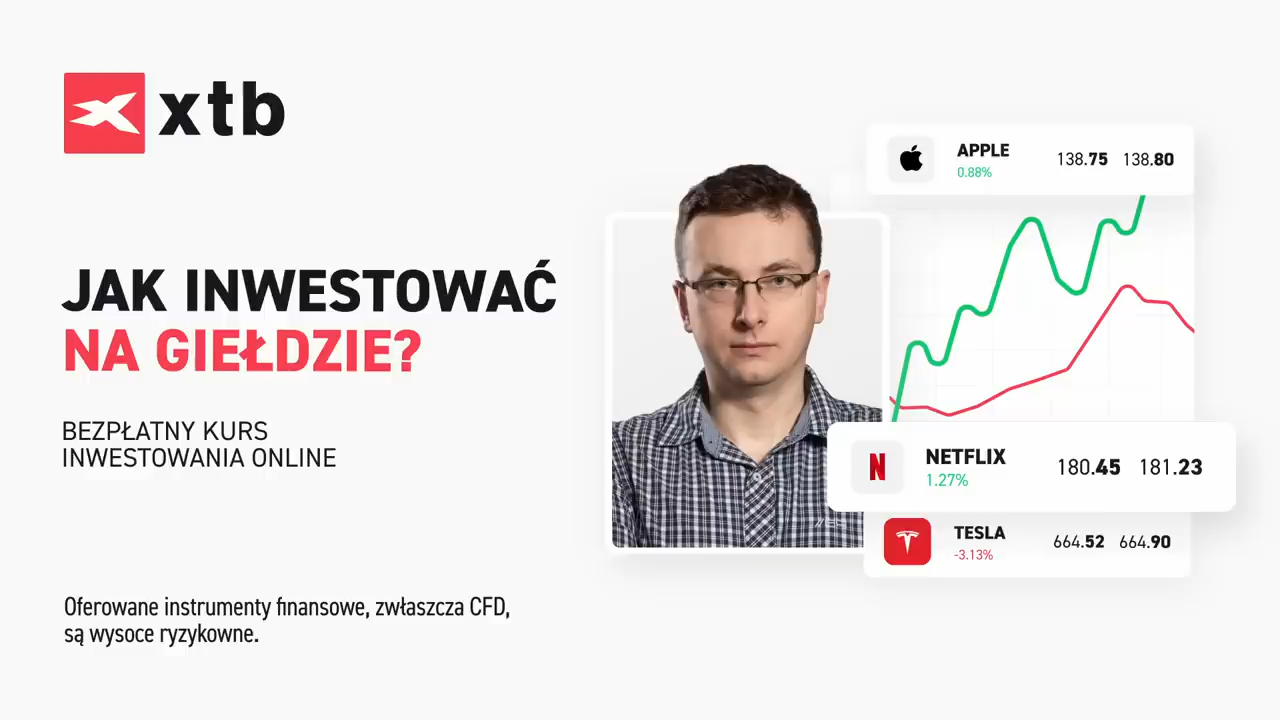 xtb
JAK INWESTOWAĆ
NA GIEŁDZIE?
BEZPŁATNY KURS
INWESTOWANIA ONLINE
Oferowane instrumenty finansowe, zwłaszcza CFD,
są wysoce ryzykowne.
APPLE 138.75 138.80
0.88%
NETFLIX 180.45 181.23
1.27%
TESLA 664.52 664.90
-3.13%